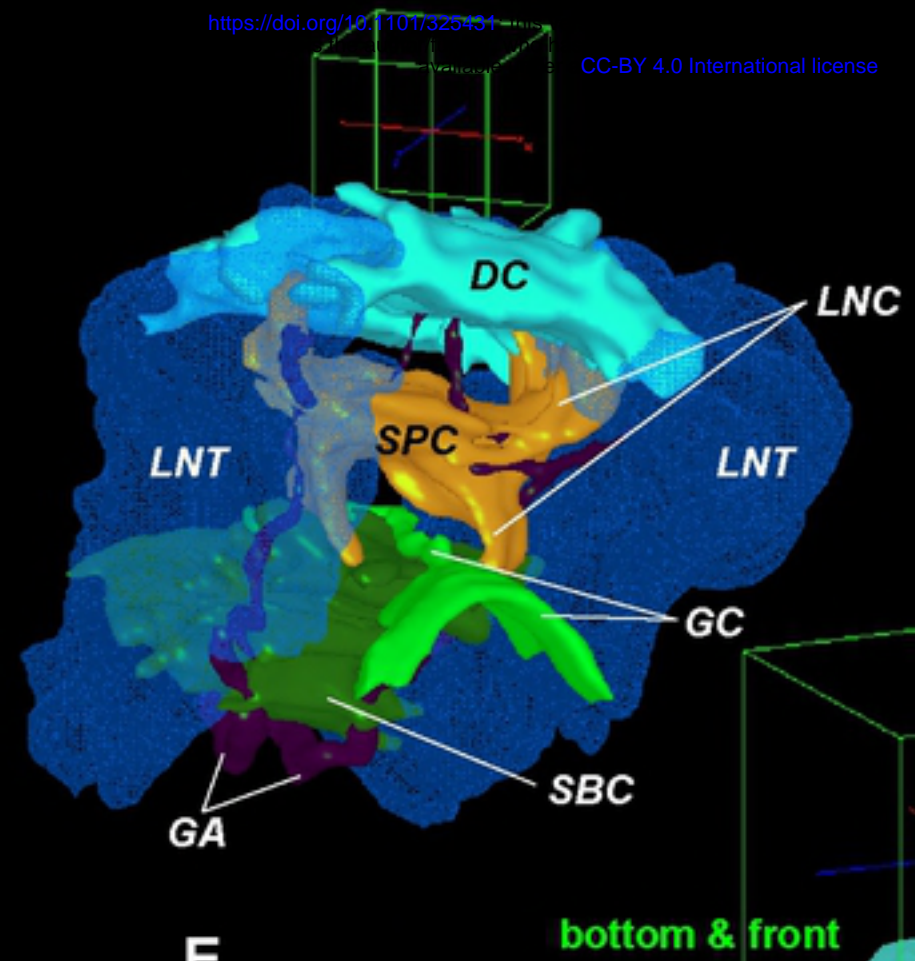 https://doi.org/10.1101/325431
CC-BY 4.0 International license
DC
LNC
SPC
LNT
LNT
GC
SBC
GA
bottom & front